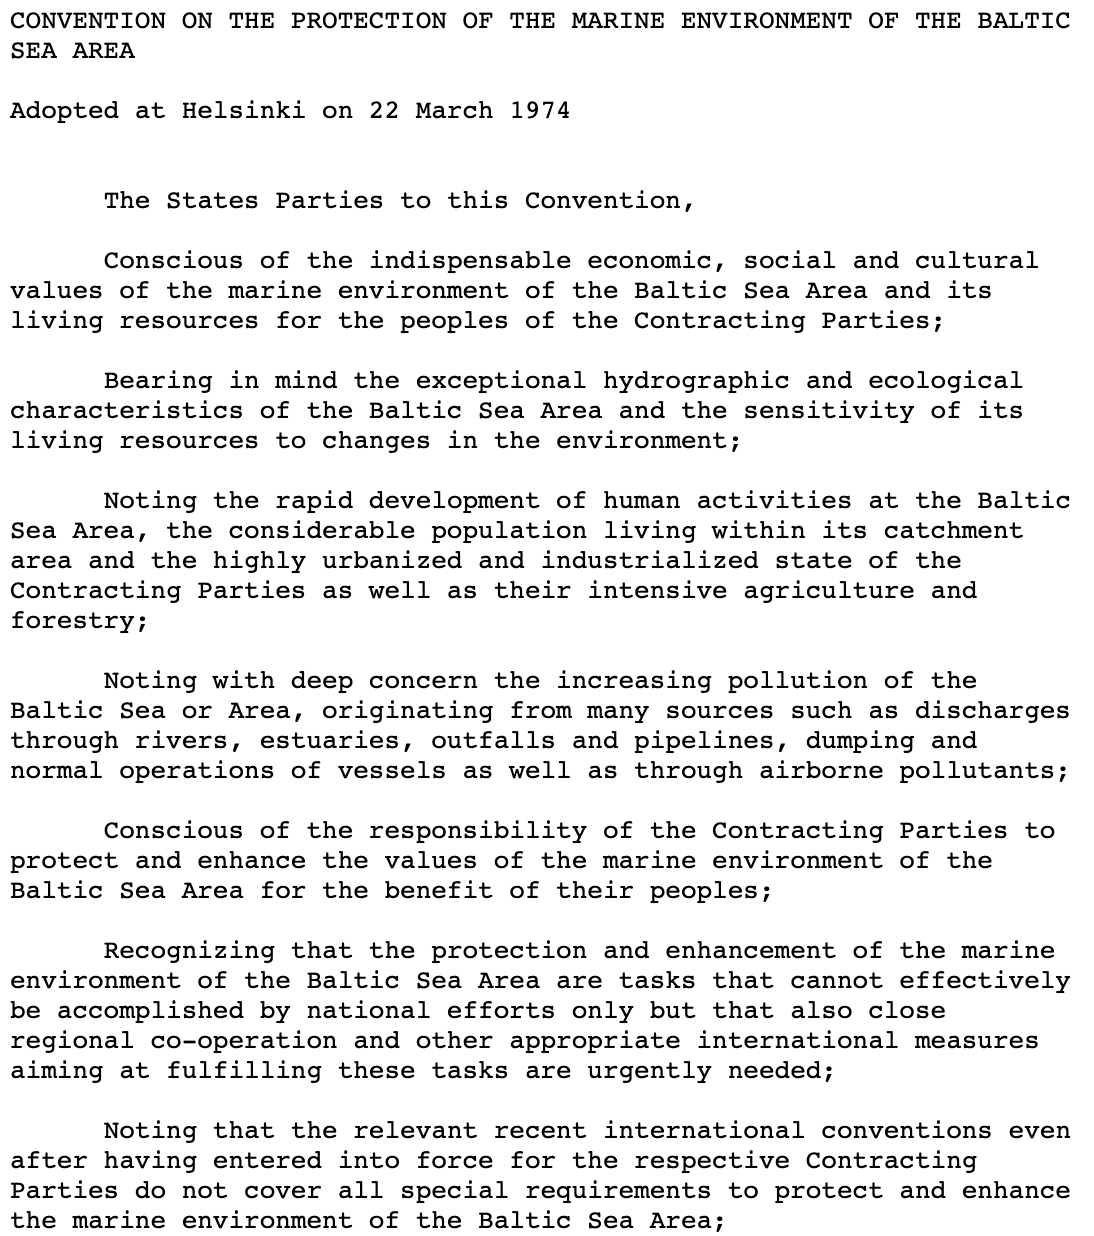 CONVENTION ON THE PROTECTION OF THE MARINE ENVIRONMENT OF THE BALTIC
SEA AREA
Adopted at Helsinki on 22 March 1974
The States Parties to this Convention,
Conscious of the indispensable economic, social and cultural
values of the marine environment of the Baltic Sea Area and its
living resources for the peoples of the Contracting Parties;
Bearing in mind the exceptional hydrographic and ecological
characteristics of the Baltic Sea Area and the sensitivity of its
living resources to changes in the environment;
Noting the rapid development of human activities at the Baltic
Sea Area, the considerable population living within its catchment
area and the highly urbanized and industrialized state of the
Contracting Parties as well as their intensive agriculture and
forestry;
Noting with deep concern the increasing pollution of the
Baltic Sea or Area, originating from many sources such as discharges
through rivers, estuaries, outfalls and pipelines, dumping and
normal operations of vessels as well as through airborne pollutants;
Conscious of the responsibility of the Contracting Parties to
protect and enhance the values of the marine environment of the
Baltic Sea Area for the benefit of their peoples;
Recognizing that the protection and enhancement of the marine
environment of the Baltic Sea Area are tasks that cannot effectively
be accomplished by national efforts only but that also close
regional co-operation and other appropriate international measures
aiming at fulfilling these tasks are urgently needed;
Noting that the relevant recent international conventions even
after having entered into force for the respective Contracting
Parties do not cover all special requirements to protect and enhance
the marine environment of the Baltic Sea Area;